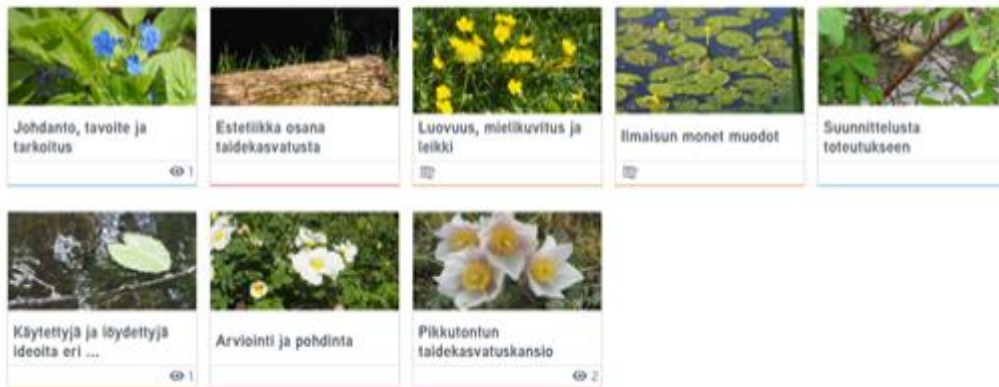 Johdanto, tavoite ja
tarkoitus
1
Estetiikka osana
taidekasvatusta
Luovuus, mielikuvitus ja
leikki
Ilmaisun monet muodot
Suunnittelusta
toteutukseen
Käytettyjä ja löydettyjä
ideoita eri ...
1
Arviointi ja pohdinta
Pikkutontun
taidekasvatuskansio
2